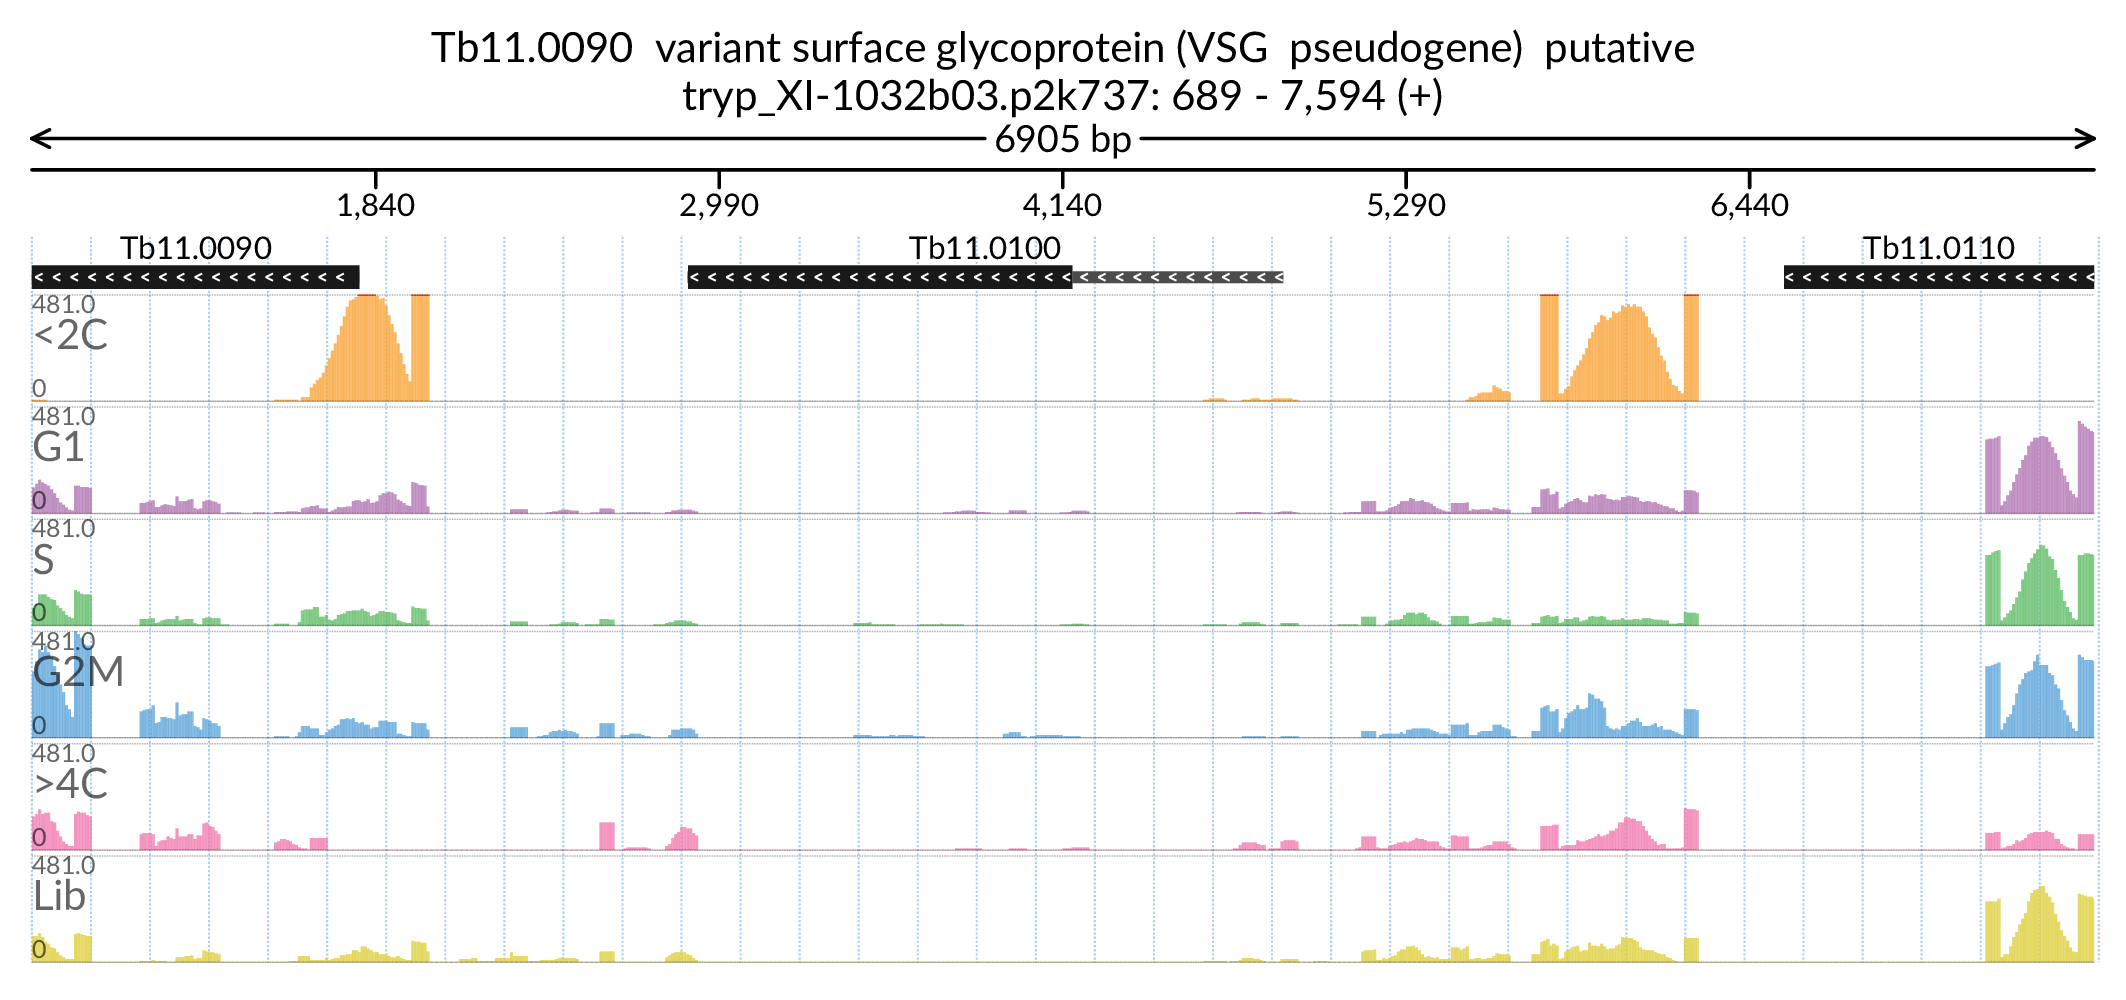 Tb11.0090 variant surface glycoprotein (VSG pseudogene) putative
tryp_XI-1032b03.p2k737: 689 - 7,594 (+)
6905 bp
1,840 2,990 4,140 5,290 6,440
Tb11.0090 Tb11.0100 Tb11.0110
481.0
<2C
0
481.0
G1
0
481.0
S
0
481.0
G2M
0
481.0
>4C
0
481.0
Lib
0